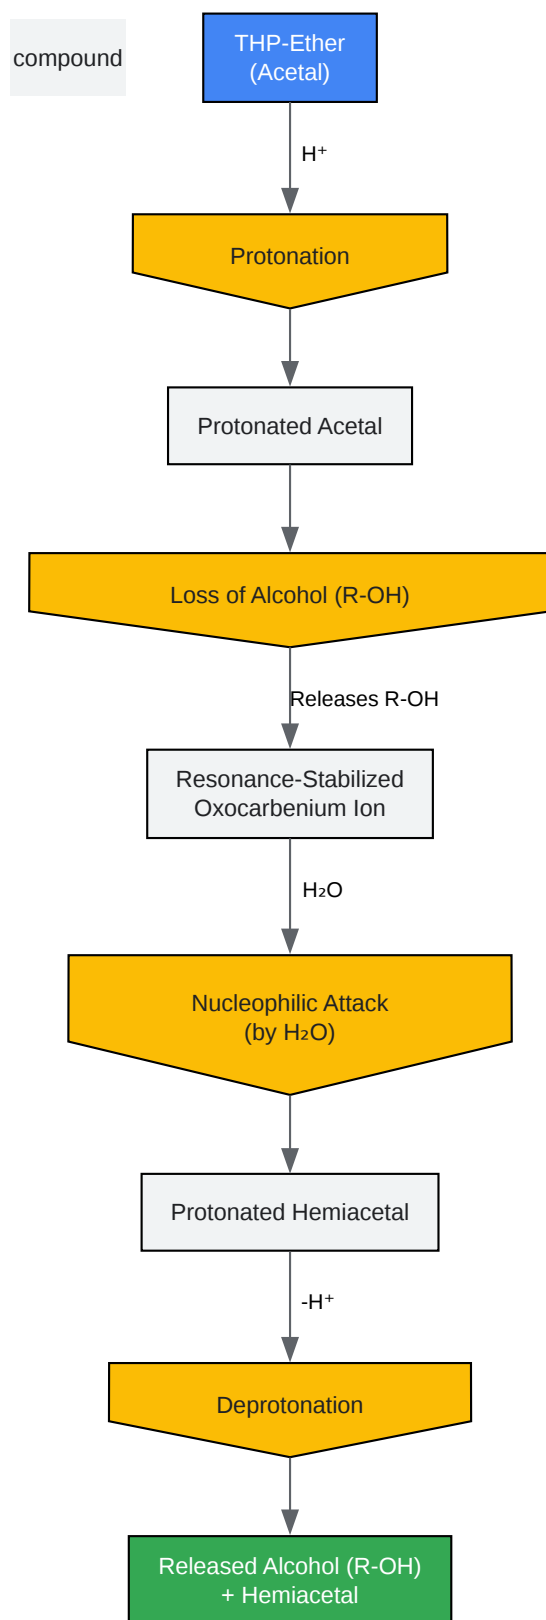 compound
THP-Ether
(Acetal)
H⁺
Protonation
Protonated Acetal
Loss of Alcohol (R-OH)
Releases R-OH
Resonance-Stabilized
Oxocarbenium Ion
H₂O
Nucleophilic Attack
(by H₂O)
Protonated Hemiacetal
-H⁺
Deprotonation
Released Alcohol (R-OH)
+ Hemiacetal